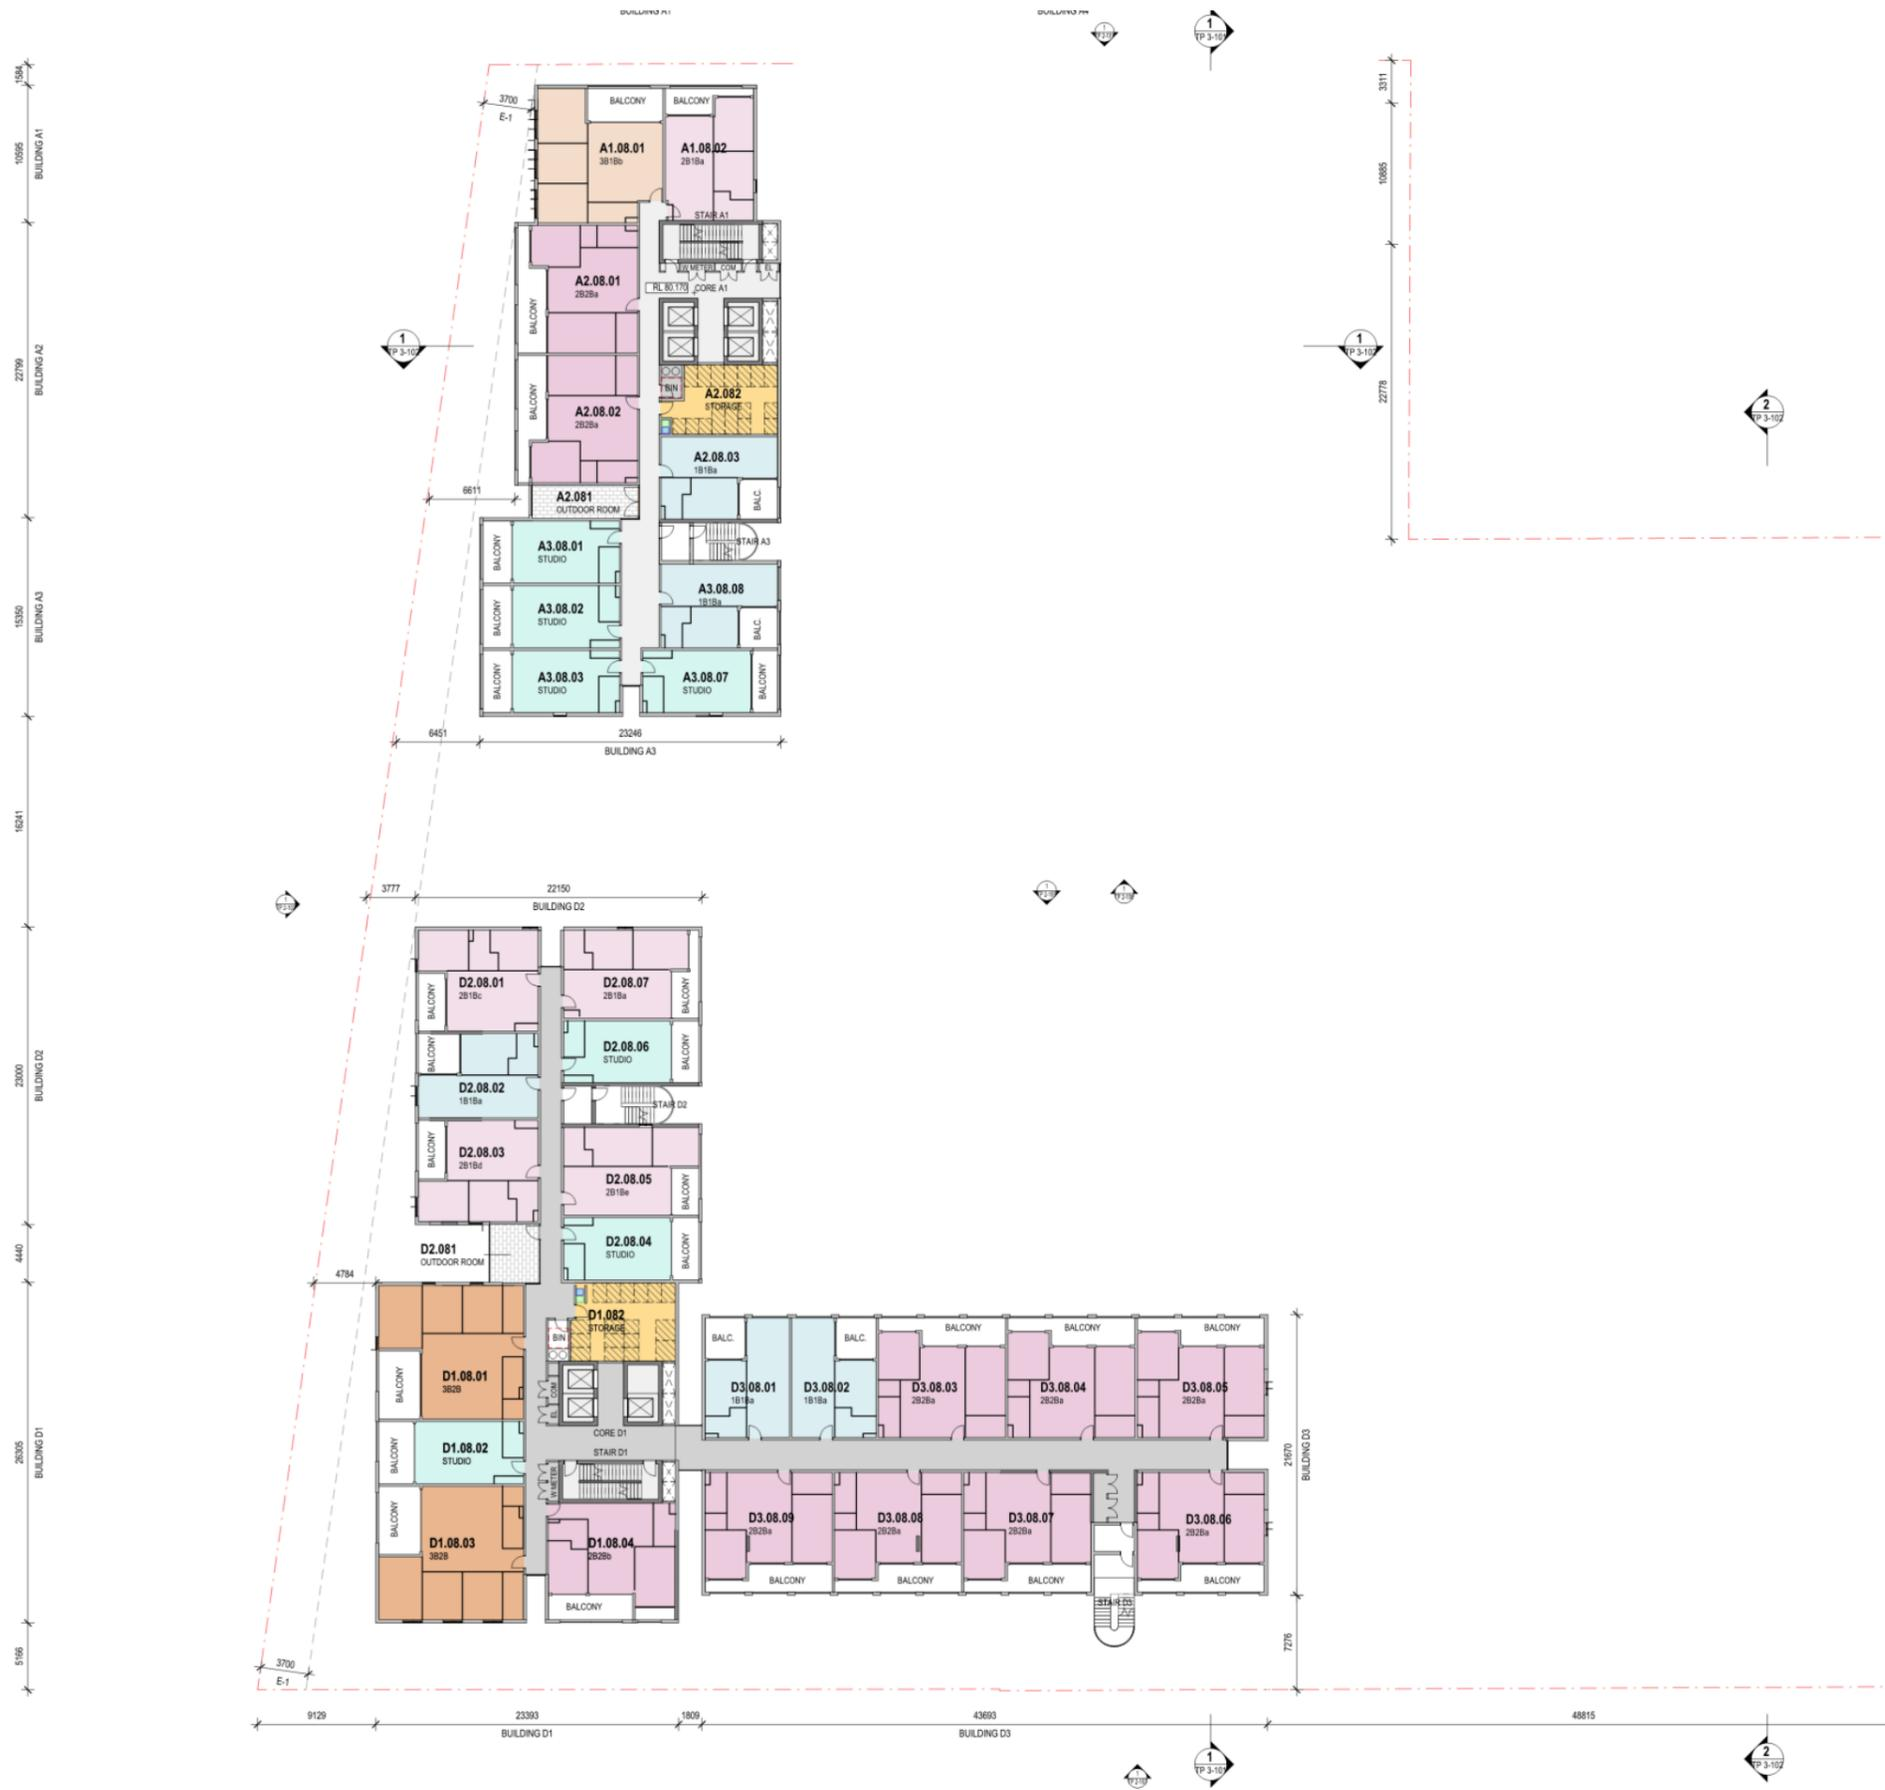 BUILDING A1
BUILDING A4
1
TP 3-101
1584
3311
3700
E-1
BALCONY
BALCONY
A1.08.01
3B1Bb
A1.08.02
2B1Ba
10595
BUILDING A1
10885
STAIR A1
W METER
COM
EL
RL 80.170
CORE A1
A2.08.01
2B2Ba
BALCONY
1
TP 3-102
1
TP 3-102
22799
BUILDING A2
22778
BIN
A2.082
STORAGE
BALCONY
A2.08.02
2B2Ba
2
TP 3-102
A2.08.03
1B1Ba
BALC.
6611
A2.081
OUTDOOR ROOM
STAIR A3
BALCONY
A3.08.01
STUDIO
A3.08.08
1B1Ba
BALC.
BALCONY
A3.08.02
STUDIO
15350
BUILDING A3
BALCONY
A3.08.03
STUDIO
A3.08.07
STUDIO
BALCONY
6451
23246
BUILDING A3
16241
3777
22150
BUILDING D2
1
1
1
D2.08.01
2B1Bc
BALCONY
D2.08.07
2B1Ba
BALCONY
BALCONY
D2.08.06
STUDIO
BALCONY
D2.08.02
1B1Ba
23000
BUILDING D2
STAIR D2
BALCONY
D2.08.03
2B1Bd
D2.08.05
2B1Be
BALCONY
D2.081
OUTDOOR ROOM
D2.08.04
STUDIO
BALCONY
4440
4784
D1.082
STORAGE
BIN
BALCONY
D1.08.01
3B2B
COM
EL
BALC.
BALC.
BALCONY
BALCONY
BALCONY
D3.08.01
1B1Ba
D3.08.02
1B1Ba
D3.08.03
2B2Ba
D3.08.04
2B2Ba
D3.08.05
2B2Ba
CORE D1
STAIR D1
BALCONY
D1.08.02
STUDIO
26305
BUILDING D1
21670
BUILDING D3
W METER
BALCONY
D1.08.03
3B2B
D1.08.04
2B2Bb
BALCONY
D3.08.09
2B2Ba
D3.08.08
2B2Ba
D3.08.07
2B2Ba
D3.08.06
2B2Ba
BALCONY
BALCONY
BALCONY
BALCONY
STAIR D3
5166
7276
3700
E-1
9129
23393
1809
43693
48815
BUILDING D1
BUILDING D3
1
TP 3-101
2
TP 3-102
1